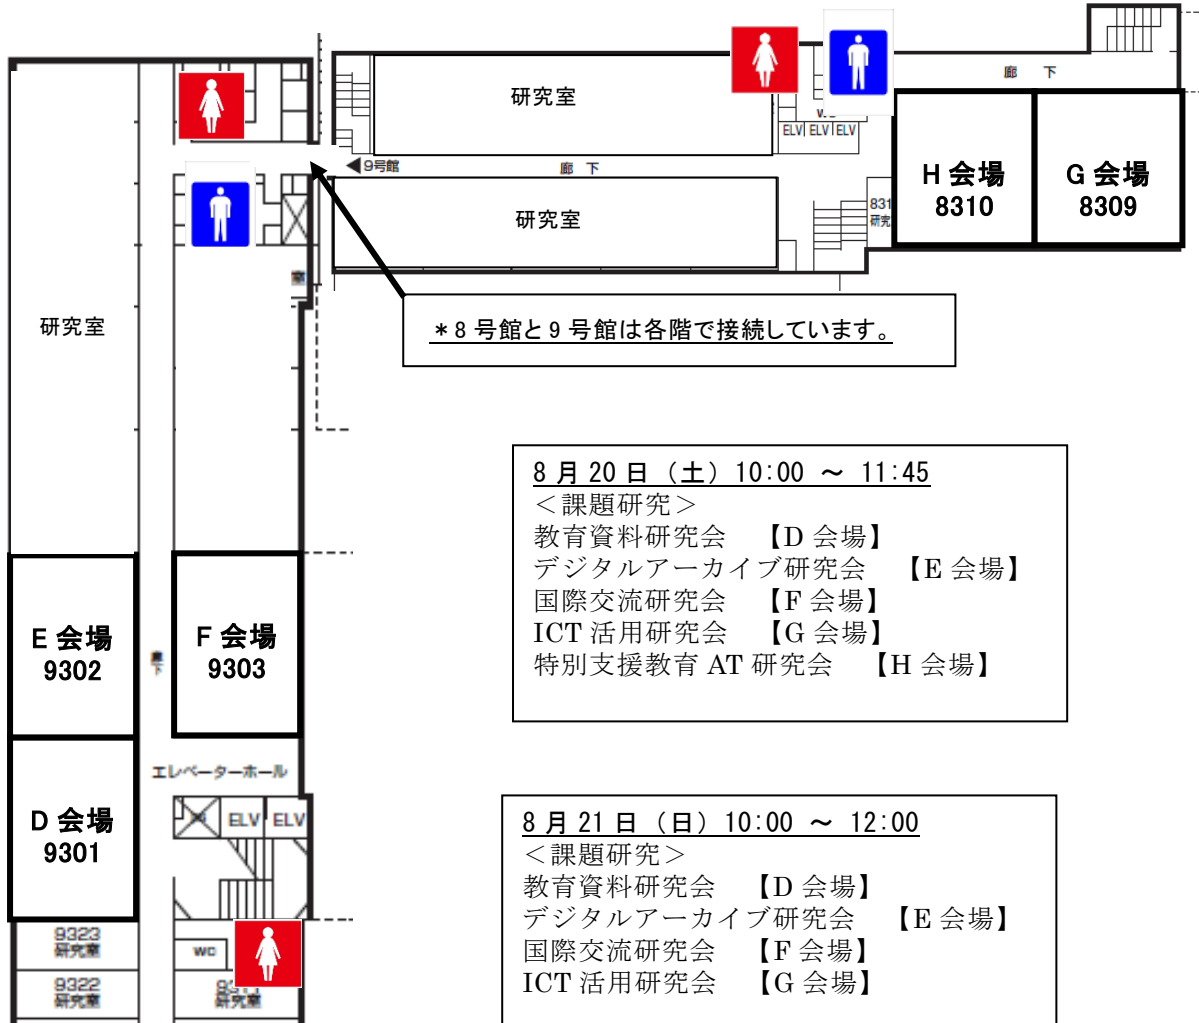 廊 下
研究室
ELV ELV ELV
◀9号館
廊 下
H 会場
8310
G 会場
8309
研究室
831
研究
室
研究室
*8 号館と 9 号館は各階で接続しています。
8 月 20 日 (土) 10:00 ～ 11:45
＜課題研究＞
教育資料研究会 【D 会場】
デジタルアーカイブ研究会 【E 会場】
国際交流研究会 【F 会場】
ICT 活用研究会 【G 会場】
特別支援教育 AT 研究会 【H 会場】
E 会場
9302
F 会場
9303
エレベーターホール
D 会場
9301
ELV ELV
8 月 21 日 (日) 10:00 ～ 12:00
＜課題研究＞
教育資料研究会 【D 会場】
デジタルアーカイブ研究会 【E 会場】
国際交流研究会 【F 会場】
ICT 活用研究会 【G 会場】
9323
研究室
WC
9322
研究室
研究室